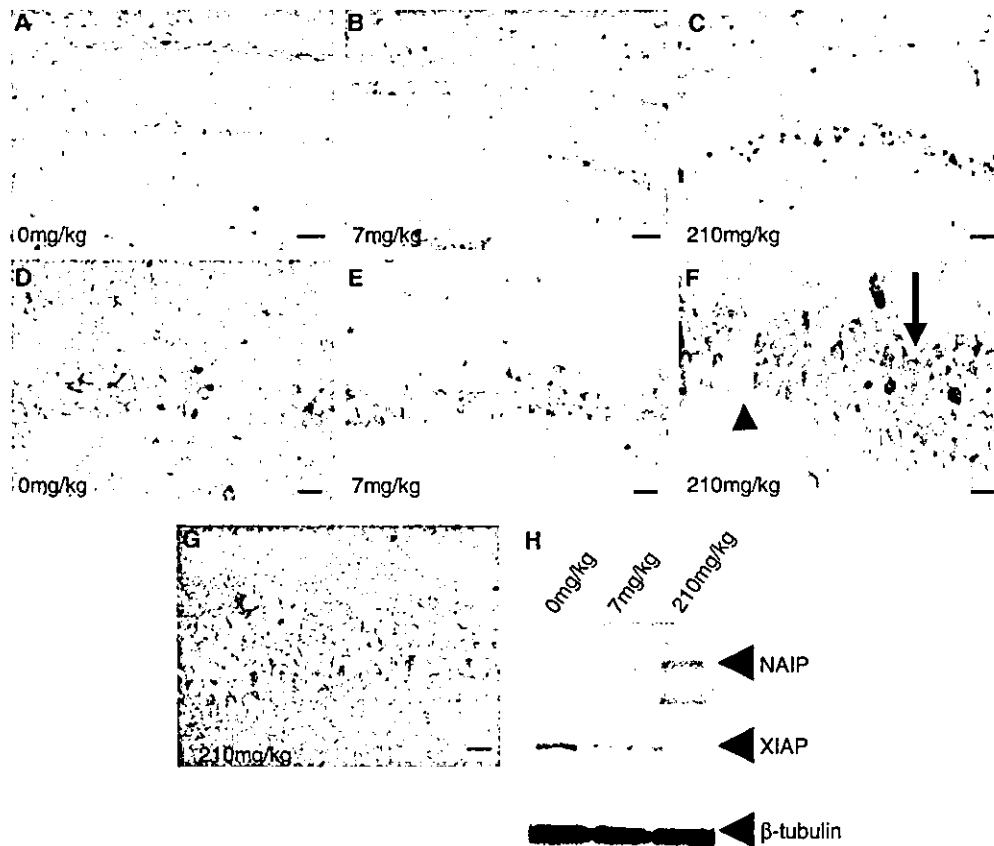 A
B
C
0mg/kg
7mg/kg
210mg/kg
D
E
F
0mg/kg
7mg/kg
210mg/kg
G
H
210mg/kg
0mg/kg
7mg/kg
210mg/kg
NAIP
XIAP
β-tubulin